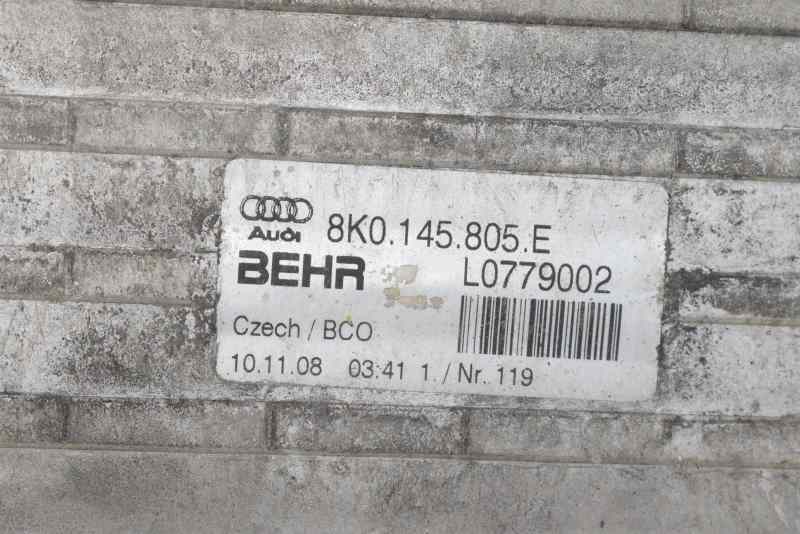 Audi 8K0.145.805.E
BEHR L0779002
Czech / BCO
10.11.08 03:41 1. / Nr. 119